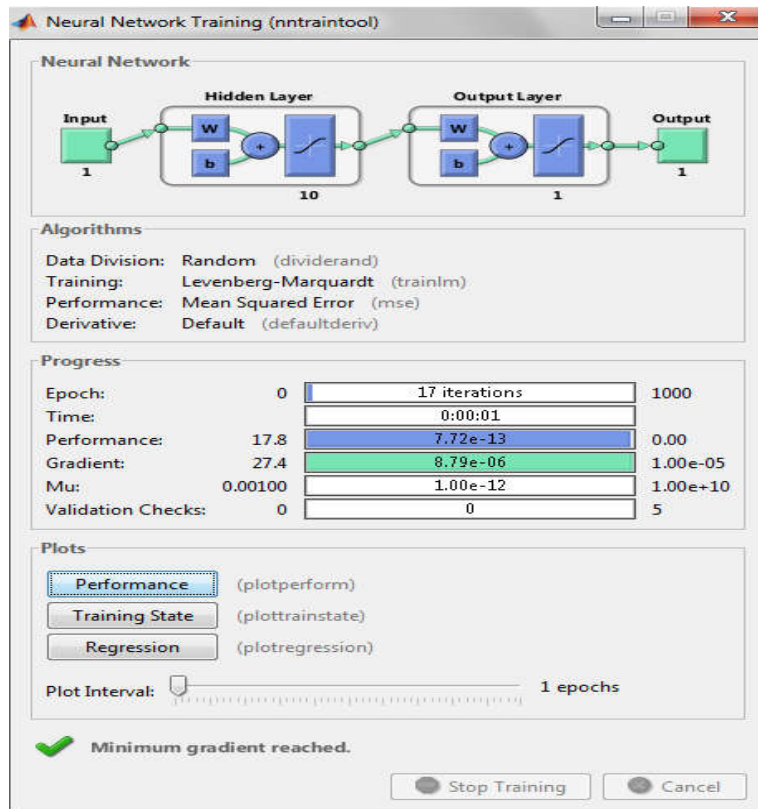 Neural Network Training (nntraintool)
Neural Network
Hidden Layer Output Layer
Input Output
W W
+ +
b b
1 1
10 1
Algorithms
Data Division: Random (dividerand)
Training: Levenberg-Marquardt (trainlm)
Performance: Mean Squared Error (mse)
Derivative: Default (defaultderiv)
Progress
Epoch: 0 17 iterations 1000
Time: 0:00:01
Performance: 17.8 7.72e-13 0.00
Gradient: 27.4 8.79e-06 1.00e-05
Mu: 0.00100 1.00e-12 1.00e+10
Validation Checks: 0 0 5
Plots
Performance (plotperform)
Training State (plottrainstate)
Regression (plotregression)
Plot Interval: 1 epochs
Minimum gradient reached.
Stop Training Cancel